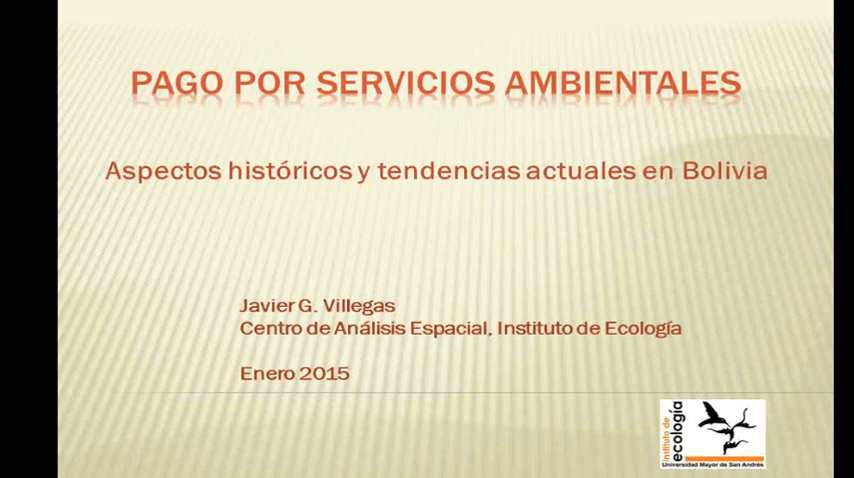 PAGO POR SERVICIOS AMBIENTALES
Aspectos históricos y tendencias actuales en Bolivia
Javier G. Villegas
Centro de Análisis Espacial, Instituto de Ecología
Enero 2015
instituto de
ecología
Universidad Mayor de San Andrés